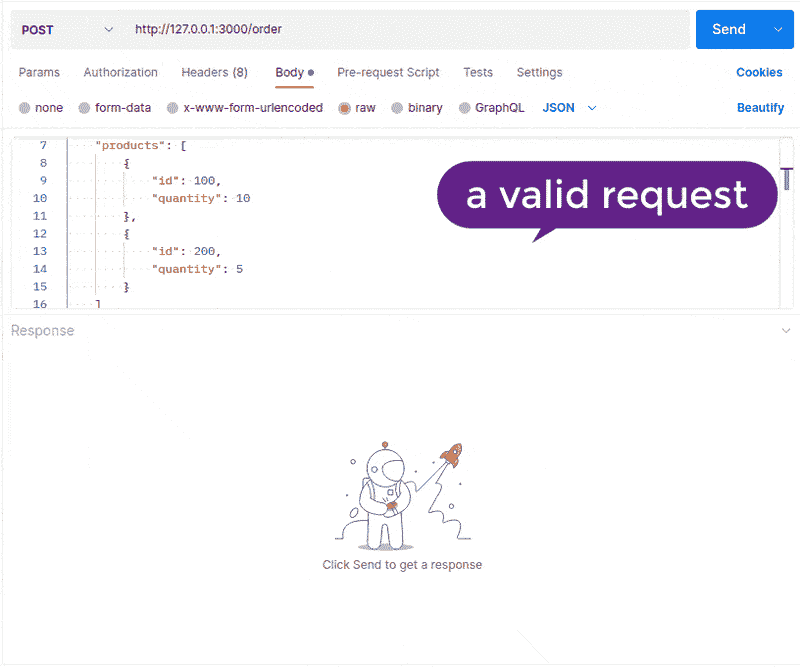 POST http://127.0.0.1:3000/order Send
Params Authorization Headers (8) Body Pre-request Script Tests Settings Cookies
none form-data x-www-form-urlencoded raw binary GraphQL JSON Beautify
7 "products": [
8 {
9 "id": 100,
10 "quantity": 10
11 },
12 {
13 "id": 200,
14 "quantity": 5
15 }
16 ]
a valid request
Response
Click Send to get a response